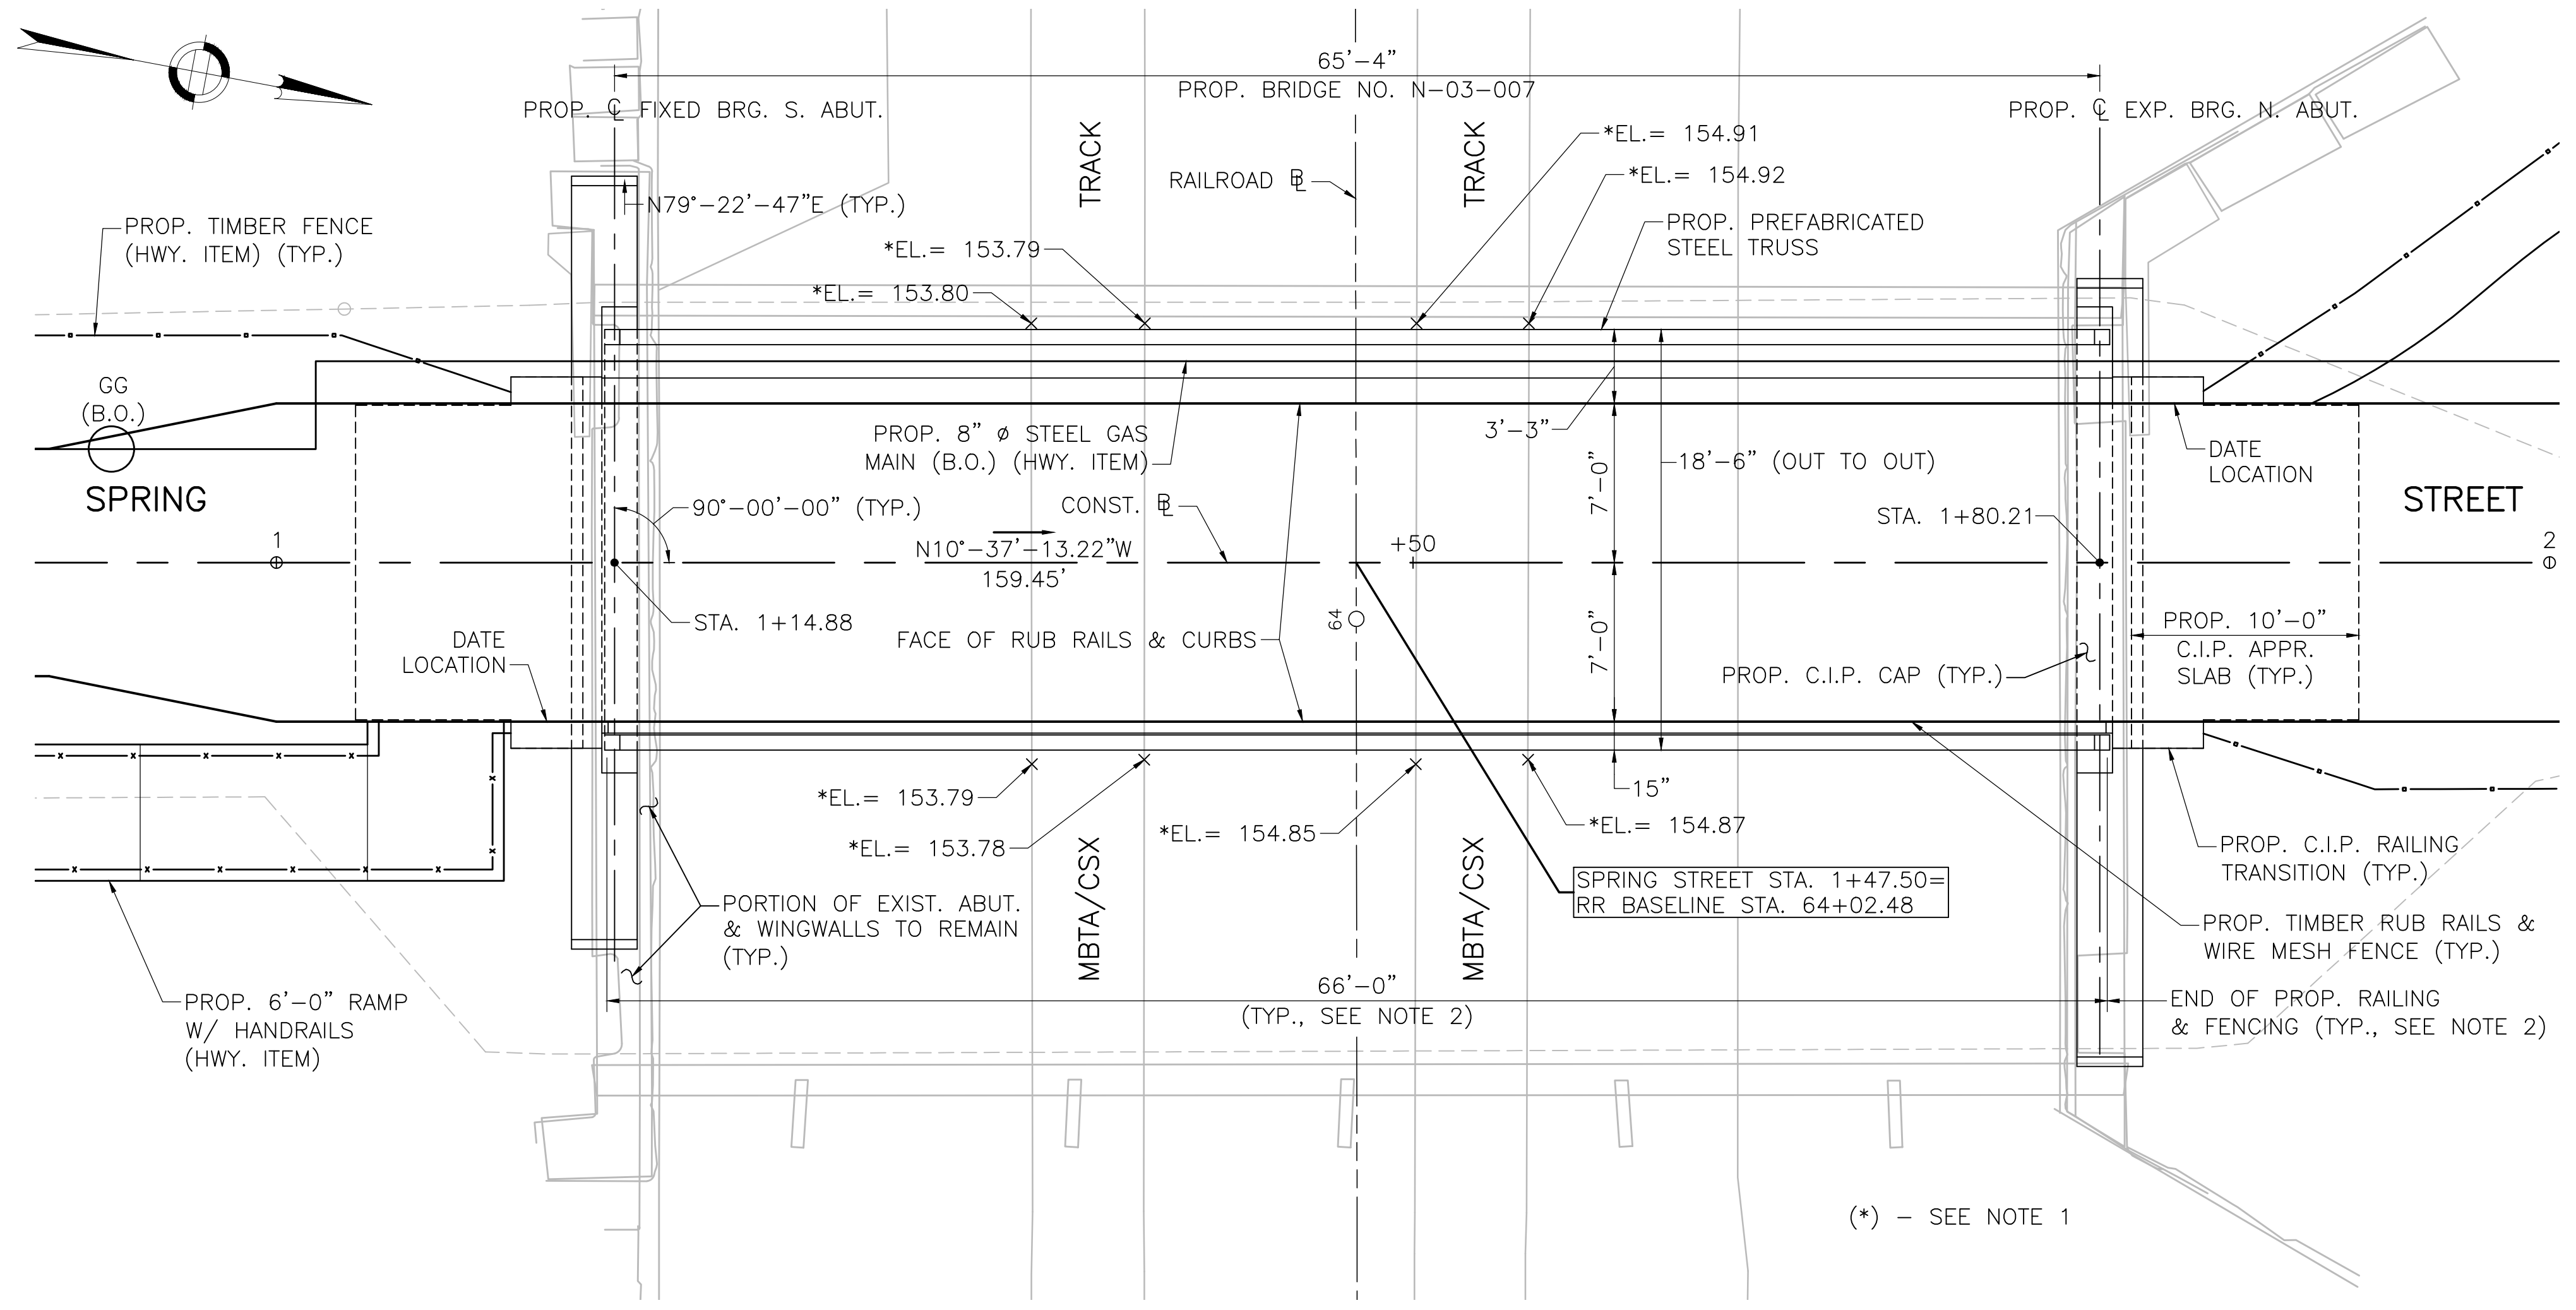 65’-4”
PROP. BRIDGE NO. N-03-007
PROP. ℄ FIXED BRG. S. ABUT.
PROP. ℄ EXP. BRG. N. ABUT.
TRACK
TRACK
*EL.= 154.91
*EL.= 154.92
RAILROAD B̲L
N79°-22’-47”E (TYP.)
PROP. TIMBER FENCE
(HWY. ITEM) (TYP.)
PROP. PREFABRICATED
STEEL TRUSS
*EL.= 153.79
*EL.= 153.80
GG
(B.O.)
PROP. 8” ø STEEL GAS
MAIN (B.O.) (HWY. ITEM)
3’-3”
7’-0”
18’-6” (OUT TO OUT)
DATE
LOCATION
SPRING
STREET
90°-00’-00” (TYP.)
CONST. BL
STA. 1+80.21
1
N10°-37’-13.22”W
159.45’
+50
2
STA. 1+14.88
64
7’-0”
FACE OF RUB RAILS & CURBS
DATE
LOCATION
PROP. 10’-0”
C.I.P. APPR.
SLAB (TYP.)
PROP. C.I.P. CAP (TYP.)
15”
*EL.= 153.79
*EL.= 153.78
*EL.= 154.85
*EL.= 154.87
MBTA/CSX
MBTA/CSX
PROP. C.I.P. RAILING
TRANSITION (TYP.)
SPRING STREET STA. 1+47.50=
RR BASELINE STA. 64+02.48
PORTION OF EXIST. ABUT.
& WINGWALLS TO REMAIN
(TYP.)
PROP. TIMBER RUB RAILS &
WIRE MESH FENCE (TYP.)
66’-0”
(TYP., SEE NOTE 2)
END OF PROP. RAILING
& FENCING (TYP., SEE NOTE 2)
PROP. 6’-0” RAMP
W/ HANDRAILS
(HWY. ITEM)
(*) - SEE NOTE 1